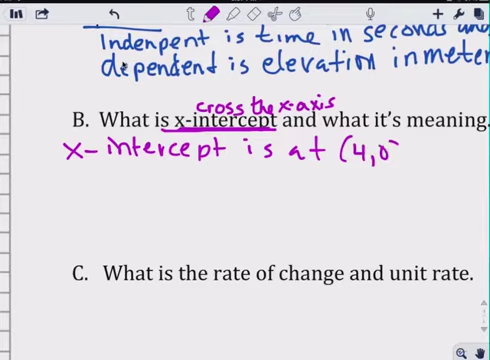 Indenpent is time in seconds and
dependent is elevation in meter
cross the x-axis
B. What is x-intercept and what it's meaning.
x-intercept is at (4,0
C. What is the rate of change and unit rate.